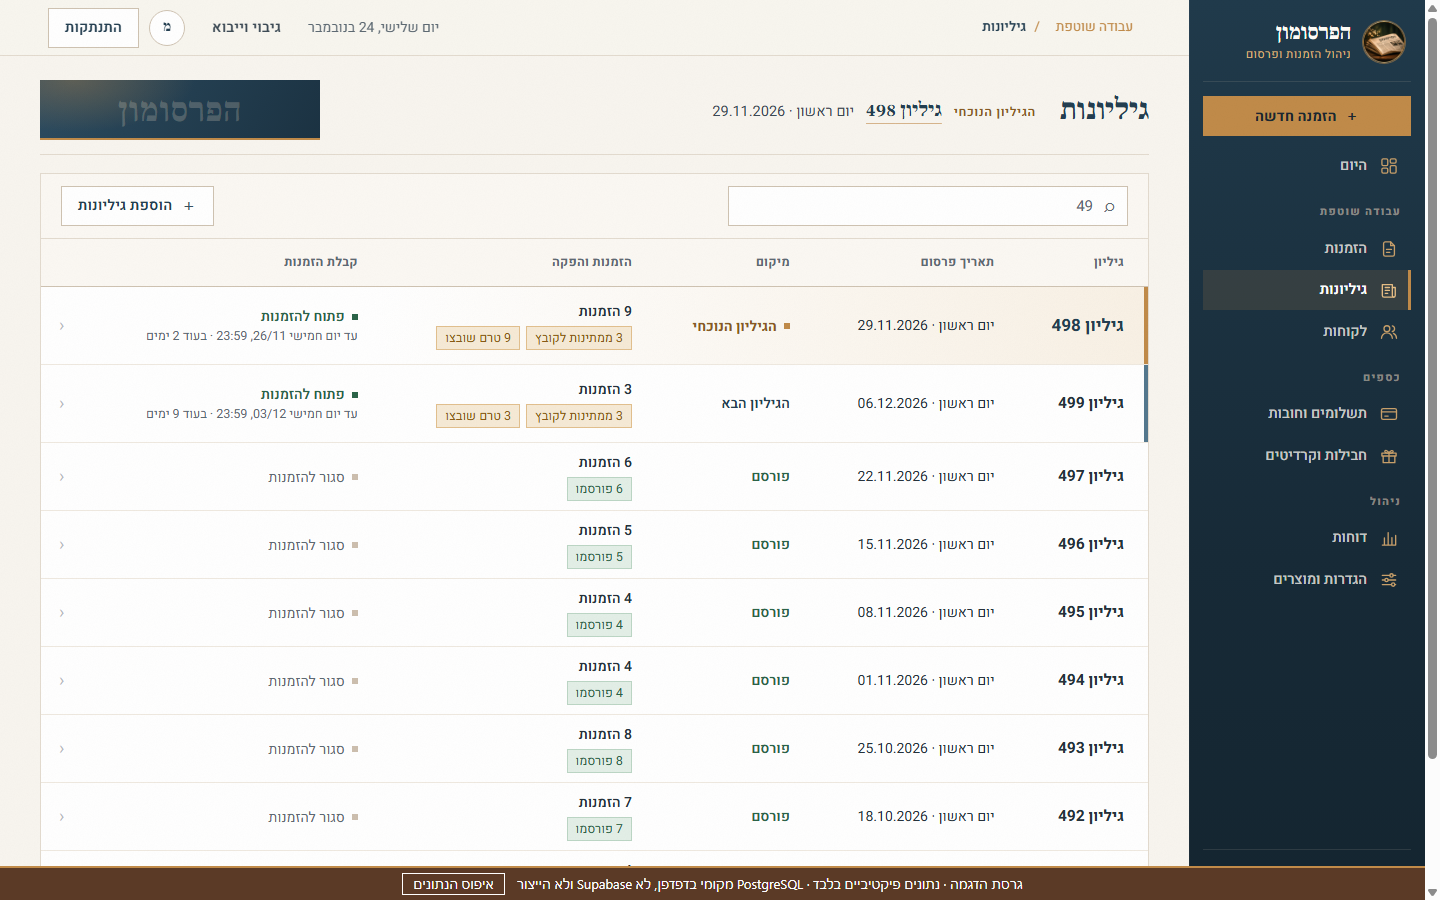 הפרסומון
ניהול הזמנות ופרסום
+ הזמנה חדשה
היום
עבודה שוטפת
הזמנות
גיליונות
לקוחות
כספים
תשלומים וחובות
חבילות וקרדיטים
ניהול
דוחות
הגדרות ומוצרים
עבודה שוטפת / גיליונות
יום שלישי, 24 בנובמבר
גיבוי וייבוא
מ
התנתקות
גיליונות
הגיליון הנוכחי גיליון 498 יום ראשון · 29.11.2026
הפרסומון
49
+ הוספת גיליונות
גיליון תאריך פרסום מיקום הזמנות והפקה קבלת הזמנות
גיליון 498 יום ראשון · 29.11.2026 הגיליון הנוכחי 9 הזמנות פתוח להזמנות
3 ממתינות לקובץ 9 טרם שובצו עד יום חמישי 26/11, 23:59 · בעוד 2 ימים
גיליון 499 יום ראשון · 06.12.2026 הגיליון הבא 3 הזמנות פתוח להזמנות
3 ממתינות לקובץ 3 טרם שובצו עד יום חמישי 03/12, 23:59 · בעוד 9 ימים
גיליון 497 יום ראשון · 22.11.2026 פורסם 6 הזמנות סגור להזמנות
6 פורסמו
גיליון 496 יום ראשון · 15.11.2026 פורסם 5 הזמנות סגור להזמנות
5 פורסמו
גיליון 495 יום ראשון · 08.11.2026 פורסם 4 הזמנות סגור להזמנות
4 פורסמו
גיליון 494 יום ראשון · 01.11.2026 פורסם 4 הזמנות סגור להזמנות
4 פורסמו
גיליון 493 יום ראשון · 25.10.2026 פורסם 8 הזמנות סגור להזמנות
8 פורסמו
גיליון 492 יום ראשון · 18.10.2026 פורסם 7 הזמנות סגור להזמנות
7 פורסמו
גרסת הדגמה · נתונים פיקטיביים בלבד · PostgreSQL מקומי בדפדפן, לא Supabase ולא הייצור
איפוס הנתונים